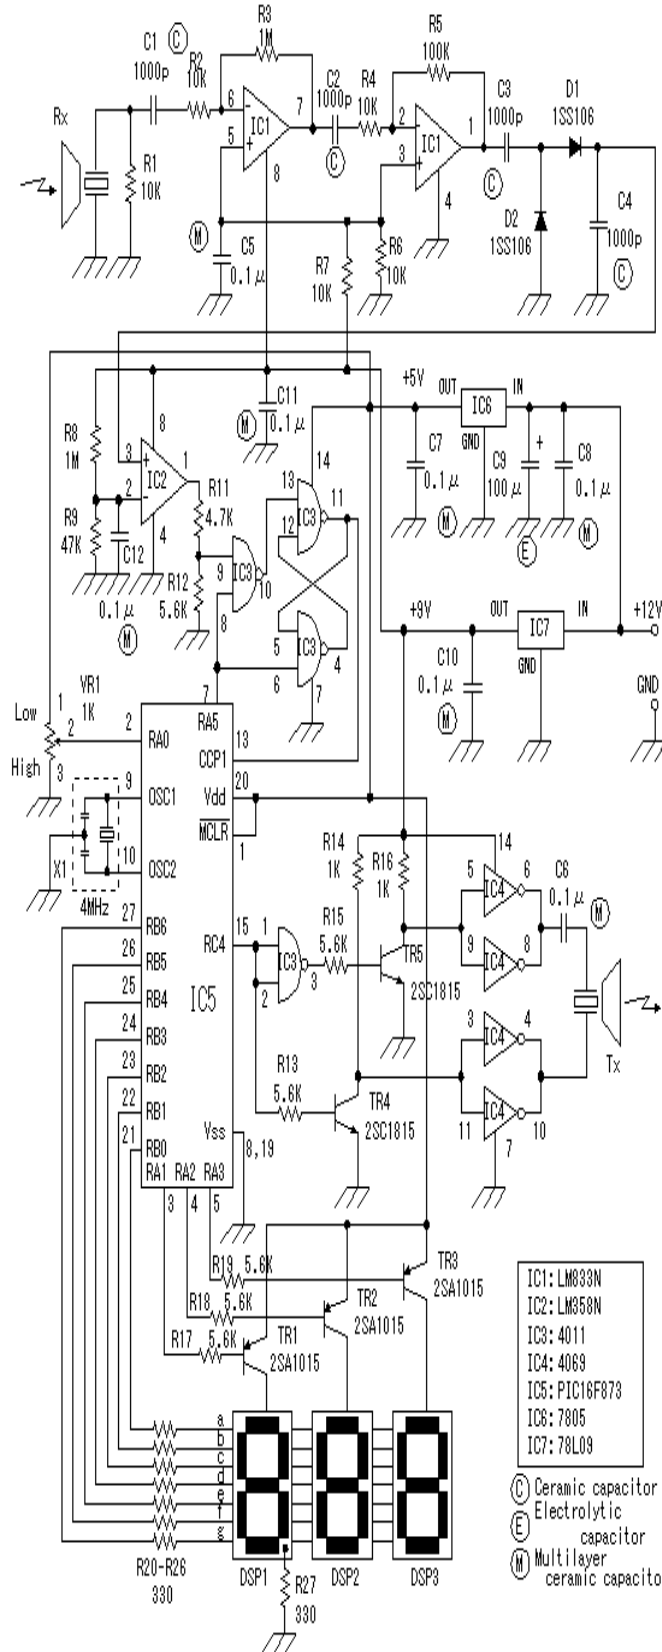 R3
1M
C1
C
1000p
R2
10K
6
5
IC1
7
8
C2
1000p
C
R4
10K
R5
100K
2
3
IC1
1
4
C3
1000p
C
D1
1SS106
D2
1SS106
C4
1000p
C
Rx
R1
10K
M
C5
0.1μ
R7
10K
R6
10K
C11
M
0.1μ
+5V
OUT
IN
IC6
GND
C7
0.1μ
M
C9
100μ
+
E
C8
0.1μ
M
R8
1M
8
3
2
IC2
1
4
R9
47K
C12
0.1μ
M
R11
4.7K
R12
5.6K
9
8
IC3
10
13
12
14
IC3
11
5
6
IC3
4
7
+9V
OUT
IN
IC7
GND
+12V
GND
C10
0.1μ
M
VR1
1K
1
2
3
Low
High
7
RA5
2
RA0
13
CCP1
9
OSC1
20
Vdd
MCLR
1
10
OSC2
X1
4MHz
27
RB6
26
RB5
25
RB4
24
RB3
23
RB2
22
RB1
21
RB0
15
RC4
IC5
Vss
8,19
RA1
RA2
RA3
3
4
5
1
2
IC3
3
R15
5.6K
R14
1K
R16
1K
TR5
2SC1815
R13
5.6K
TR4
2SC1815
14
5
IC4
6
9
IC4
8
3
IC4
4
11
IC4
10
7
C6
0.1μ
M
Tx
R19
5.6K
R18
5.6K
R17
5.6K
TR3
2SA1015
TR2
2SA1015
TR1
2SA1015
IC1:LM833N
IC2:LM358N
IC3:4011
IC4:4069
IC5:PIC16F873
IC6:7805
IC7:78L09
C Ceramic capacitor
E Electrolytic
capacitor
M Multilayer
ceramic capacito
a
b
c
d
e
f
g
R20-R26
330
DSP1
R27
330
DSP2
DSP3